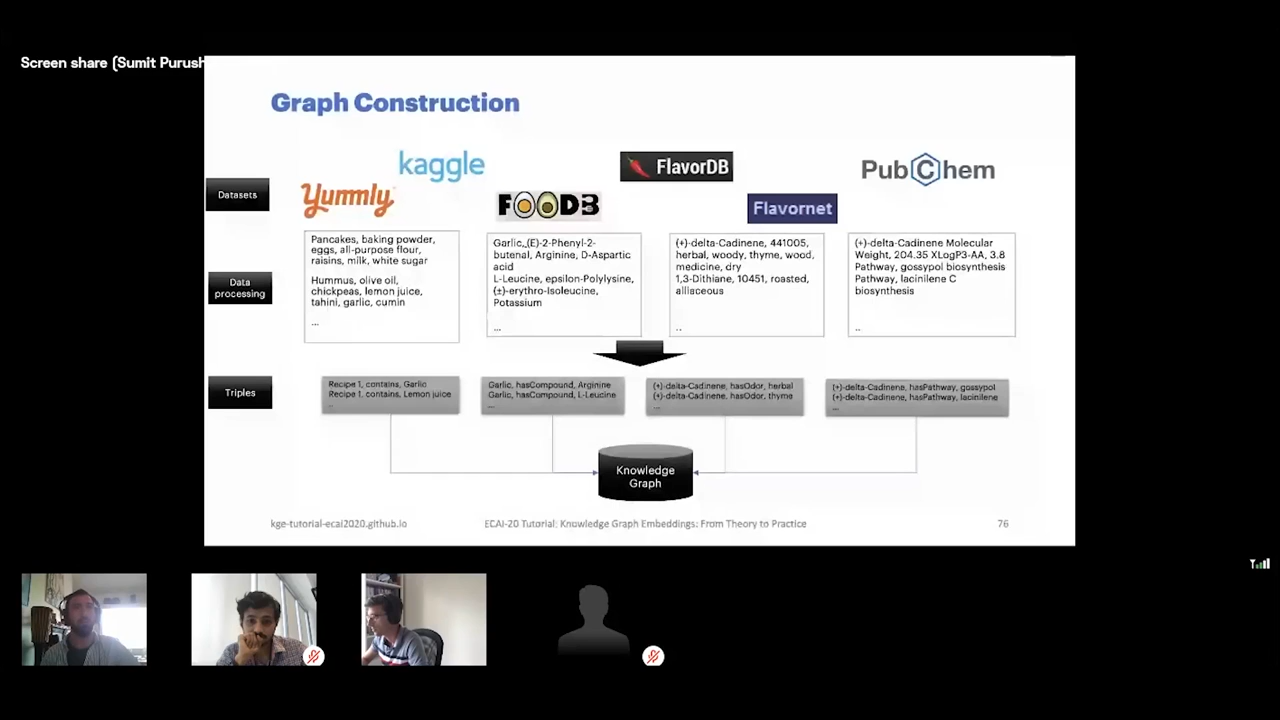 Screen share (Sumit Purush
Graph Construction
kaggle
FlavorDB
PubChem
Datasets
Yummly
FOODB
Flavornet
Data
processing
Pancakes, baking powder,
eggs, all-purpose flour,
raisins, milk, white sugar
Hummus, olive oil,
chickpeas, lemon juice,
tahini, garlic, cumin
...
Garlic,,(E)-2-Phenyl-2-
butenal, Arginine, D-Aspartic
acid
L-Leucine, epsilon-Polylysine,
(±)-erythro-Isoleucine,
Potassium
...
(+)-delta-Cadinene, 441005,
herbal, woody, thyme, wood,
medicine, dry
1,3-Dithiane, 10451, roasted,
alliaceous
..
(+)-delta-Cadinene Molecular
Weight, 204.35 XLogP3-AA, 3.8
Pathway, gossypol biosynthesis
Pathway, lacinilene C
biosynthesis
..
Triples
Recipe 1, contains, Garlic
Recipe 1, contains, Lemon juice
..
Garlic, hasCompound, Arginine
Garlic, hasCompound, L-Leucine
...
(+)-delta-Cadinene, hasOdor, herbal
(+)-delta-Cadinene, hasOdor, thyme
...
(+)-delta-Cadinene, hasPathway, gossypol
(+)-delta-Cadinene, hasPathway, lacinilene
...
Knowledge
Graph
kge-tutorial-ecai2020.github.io
ECAI-20 Tutorial: Knowledge Graph Embeddings: From Theory to Practice
76